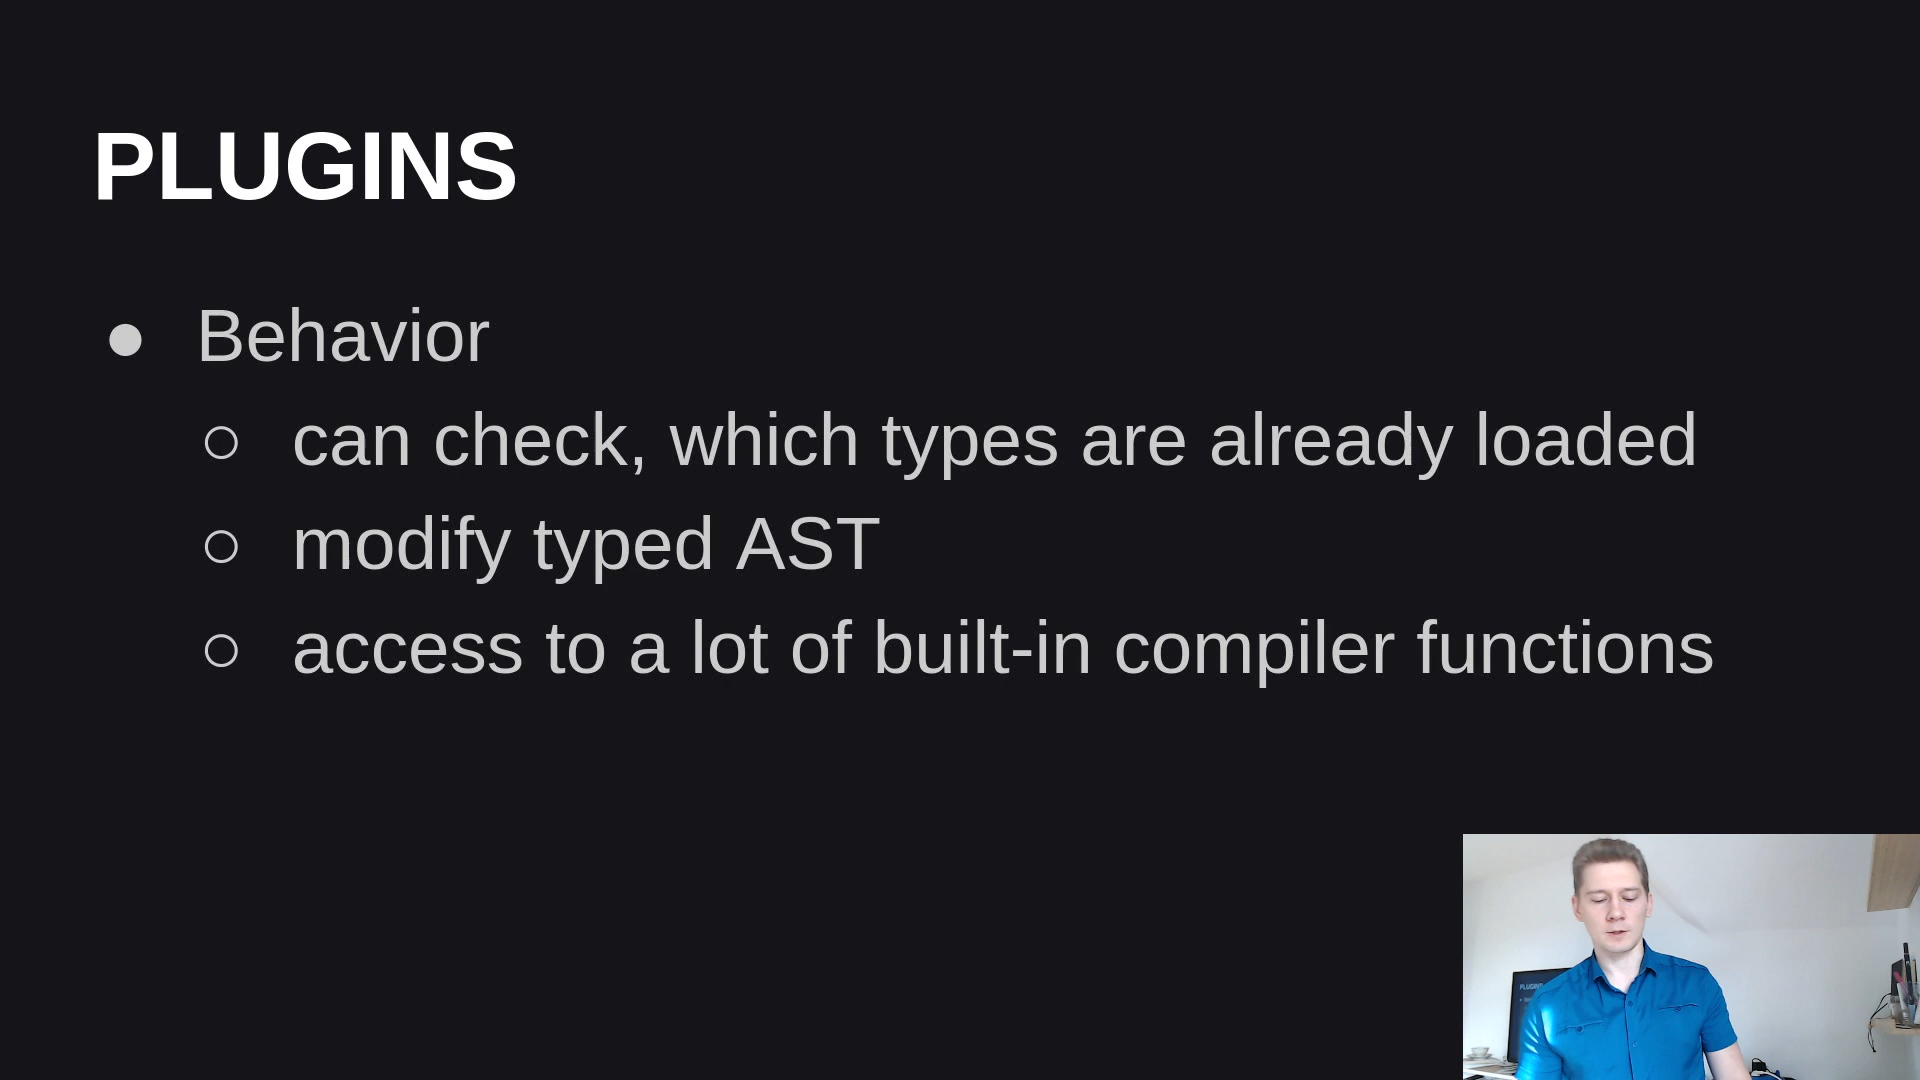 PLUGINS
● Behavior
○ can check, which types are already loaded
○ modify typed AST
○ access to a lot of built-in compiler functions
PLUGINS